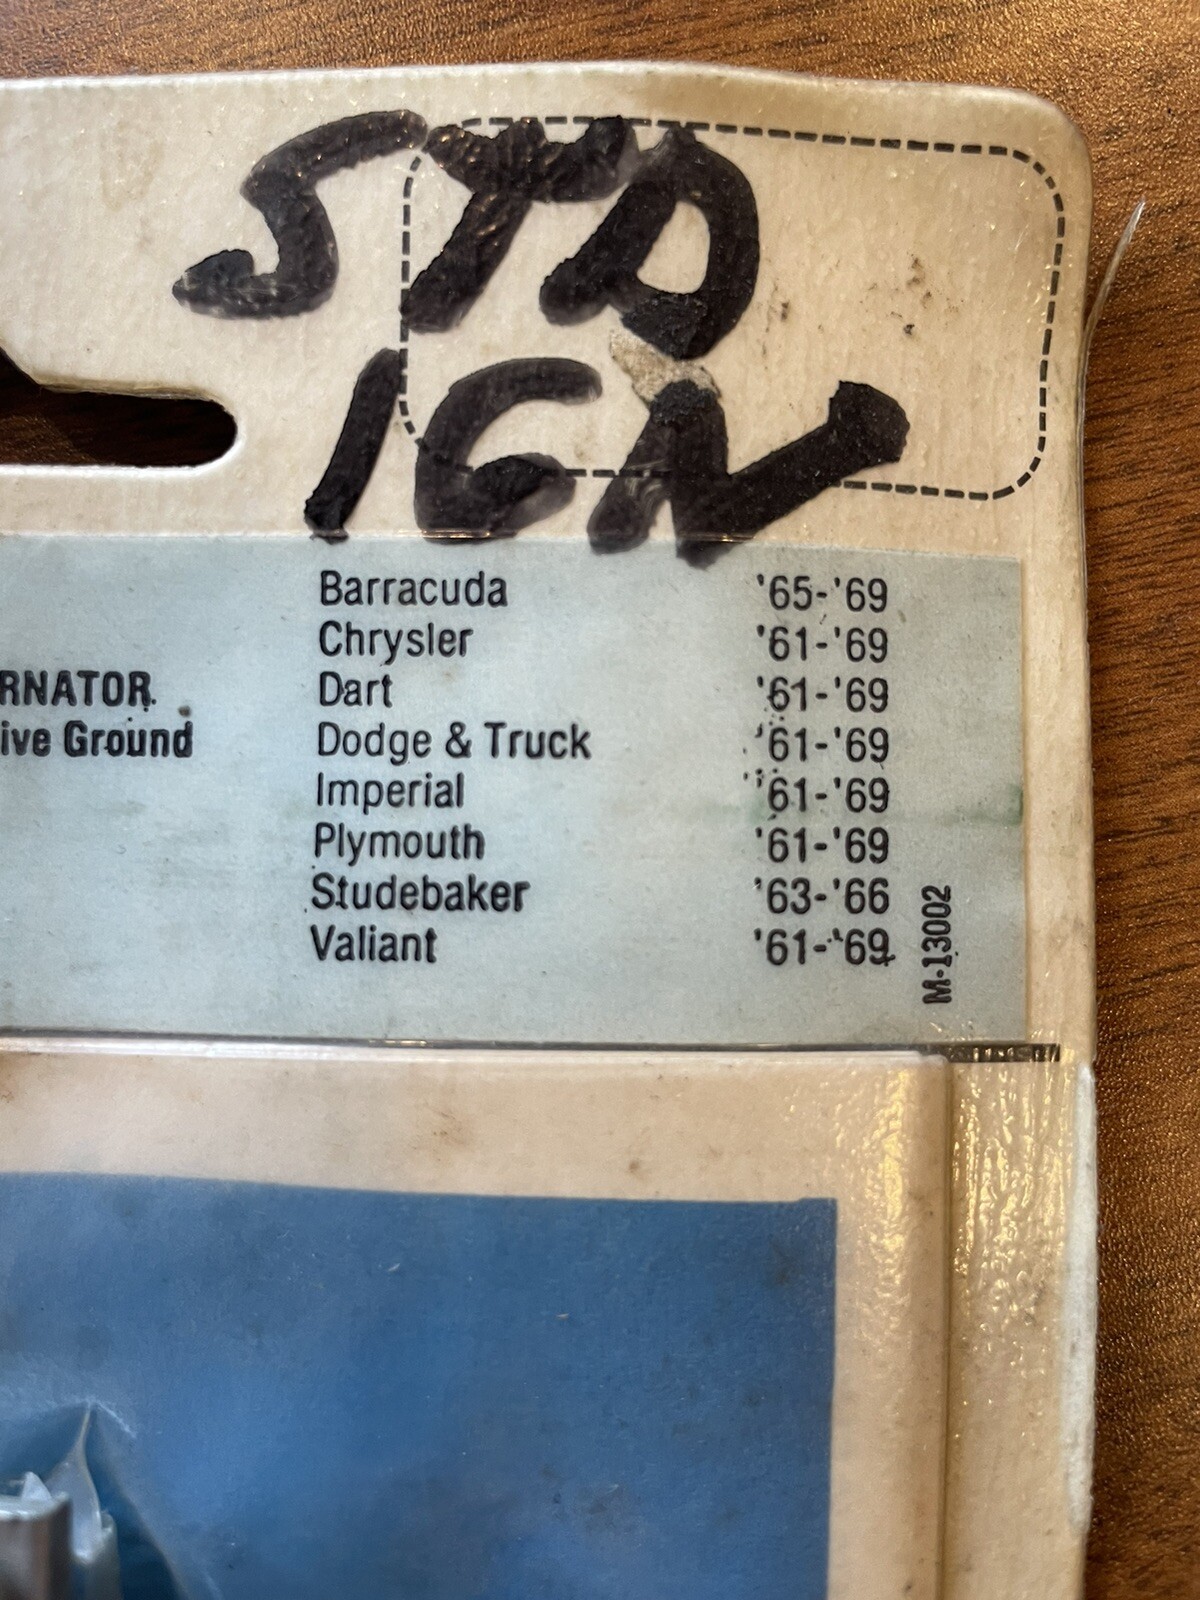 STD
IGN
Barracuda '65-'69
Chrysler '61-'69
RNATOR Dart '61-'69
ive Ground Dodge & Truck '61-'69
Imperial '61-'69
Plymouth '61-'69
Studebaker '63-'66
Valiant '61-'69
M-13002